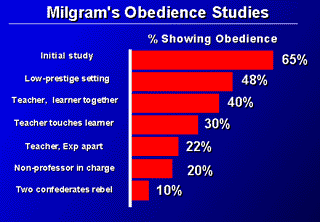 Milgram's Obedience Studies
% Showing Obedience
Initial study 65%
Low-prestige setting 48%
Teacher, learner together 40%
Teacher touches learner 30%
Teacher, Exp apart 22%
Non-professor in charge 20%
Two confederates rebel 10%